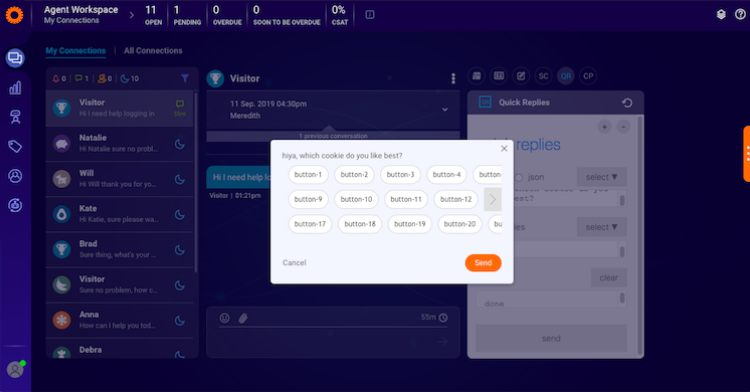 Agent Workspace
My Connections
11 OPEN
1 PENDING
0 OVERDUE
0 SOON TO BE OVERDUE
0% CSAT
My Connections
All Connections
0 1 0 10
Visitor
Hi I need help logging in
Natalie
Hi Natalie sure no probl...
Will
Hi Will thank you for yo
Kate
Hi Katie, sure please wa...
Brad
Sure thing, what's your ...
Visitor
Sure no problem, how c...
Anna
How can I help you tod...
Debra
Visitor
11 Sep. 2019 04:30pm
Meredith
1 previous conversation
Hi I need help lo
Visitor | 01:21pm
55m
SC
QR
CP
Quick Replies
replies
json
select ▼
best?
select ▼
clear
done
send
hiya, which cookie do you like best?
button-1
button-2
button-3
button-4
button-
button-9
button-10
button-11
button-12
button-17
button-18
button-19
button-20
bu
Cancel
Send